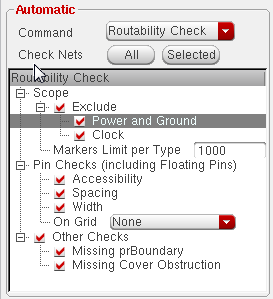 Automatic
Command Routability Check
Check Nets All Selected
Routability Check
Scope
Exclude
Power and Ground
Clock
Markers Limit per Type 1000
Pin Checks (including Floating Pins)
Accessibility
Spacing
Width
On Grid None
Other Checks
Missing prBoundary
Missing Cover Obstruction